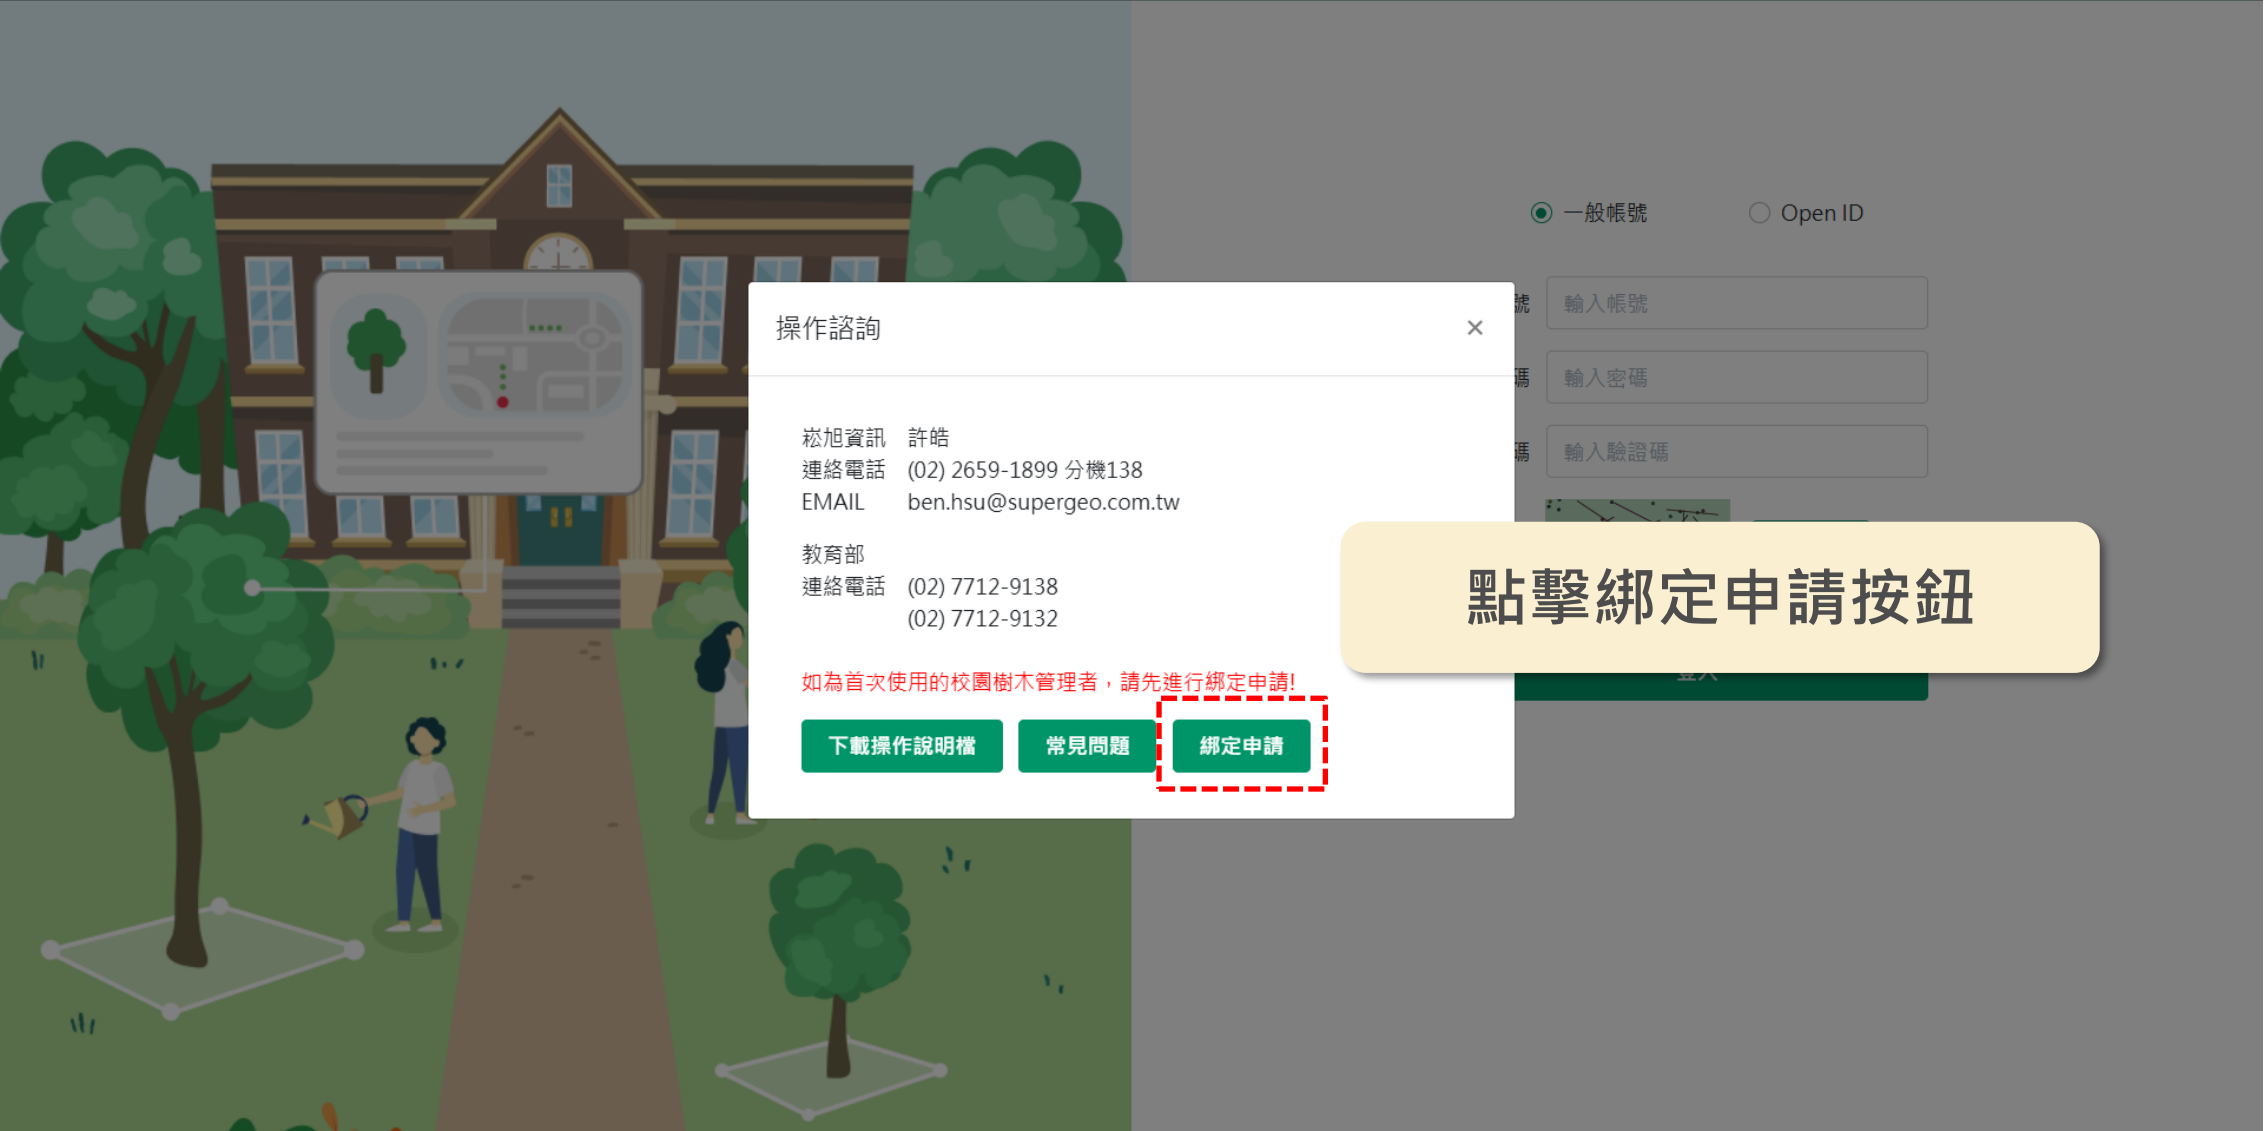 一般帳號
Open ID
操作諮詢
×
號
輸入帳號
碼
輸入密碼
碼
輸入驗證碼
崧旭資訊 許皓
連絡電話 (02) 2659-1899 分機138
EMAIL ben.hsu@supergeo.com.tw
教育部
連絡電話 (02) 7712-9138
(02) 7712-9132
點擊綁定申請按鈕
如為首次使用的校園樹木管理者，請先進行綁定申請!
下載操作說明檔
常見問題
綁定申請